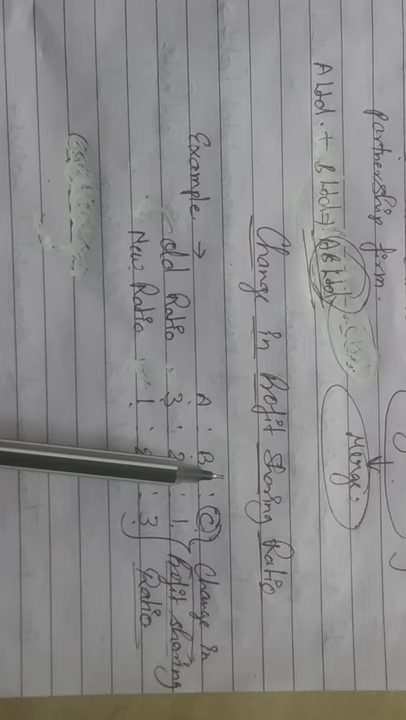 partnership firm.
A Ltd. + B Ltd → AB Ltd
Merge.
Change in Profit sharing Ratio
Example → A : B : C
Old Ratio 3 : 2 : 1
New Ratio 1 : 2 : 3
Change in
Profit sharing
Ratio